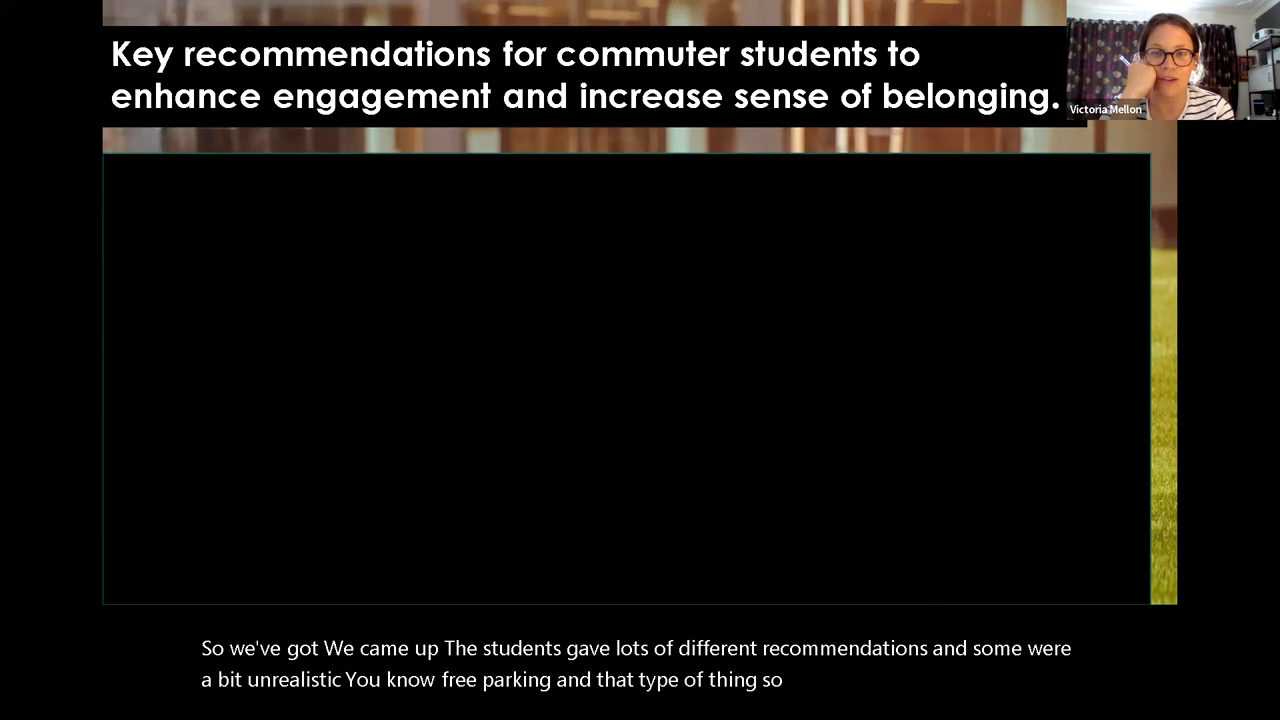 Key recommendations for commuter students to
enhance engagement and increase sense of belonging.
Victoria Mellon
So we've got We came up The students gave lots of different recommendations and some were
a bit unrealistic You know free parking and that type of thing so